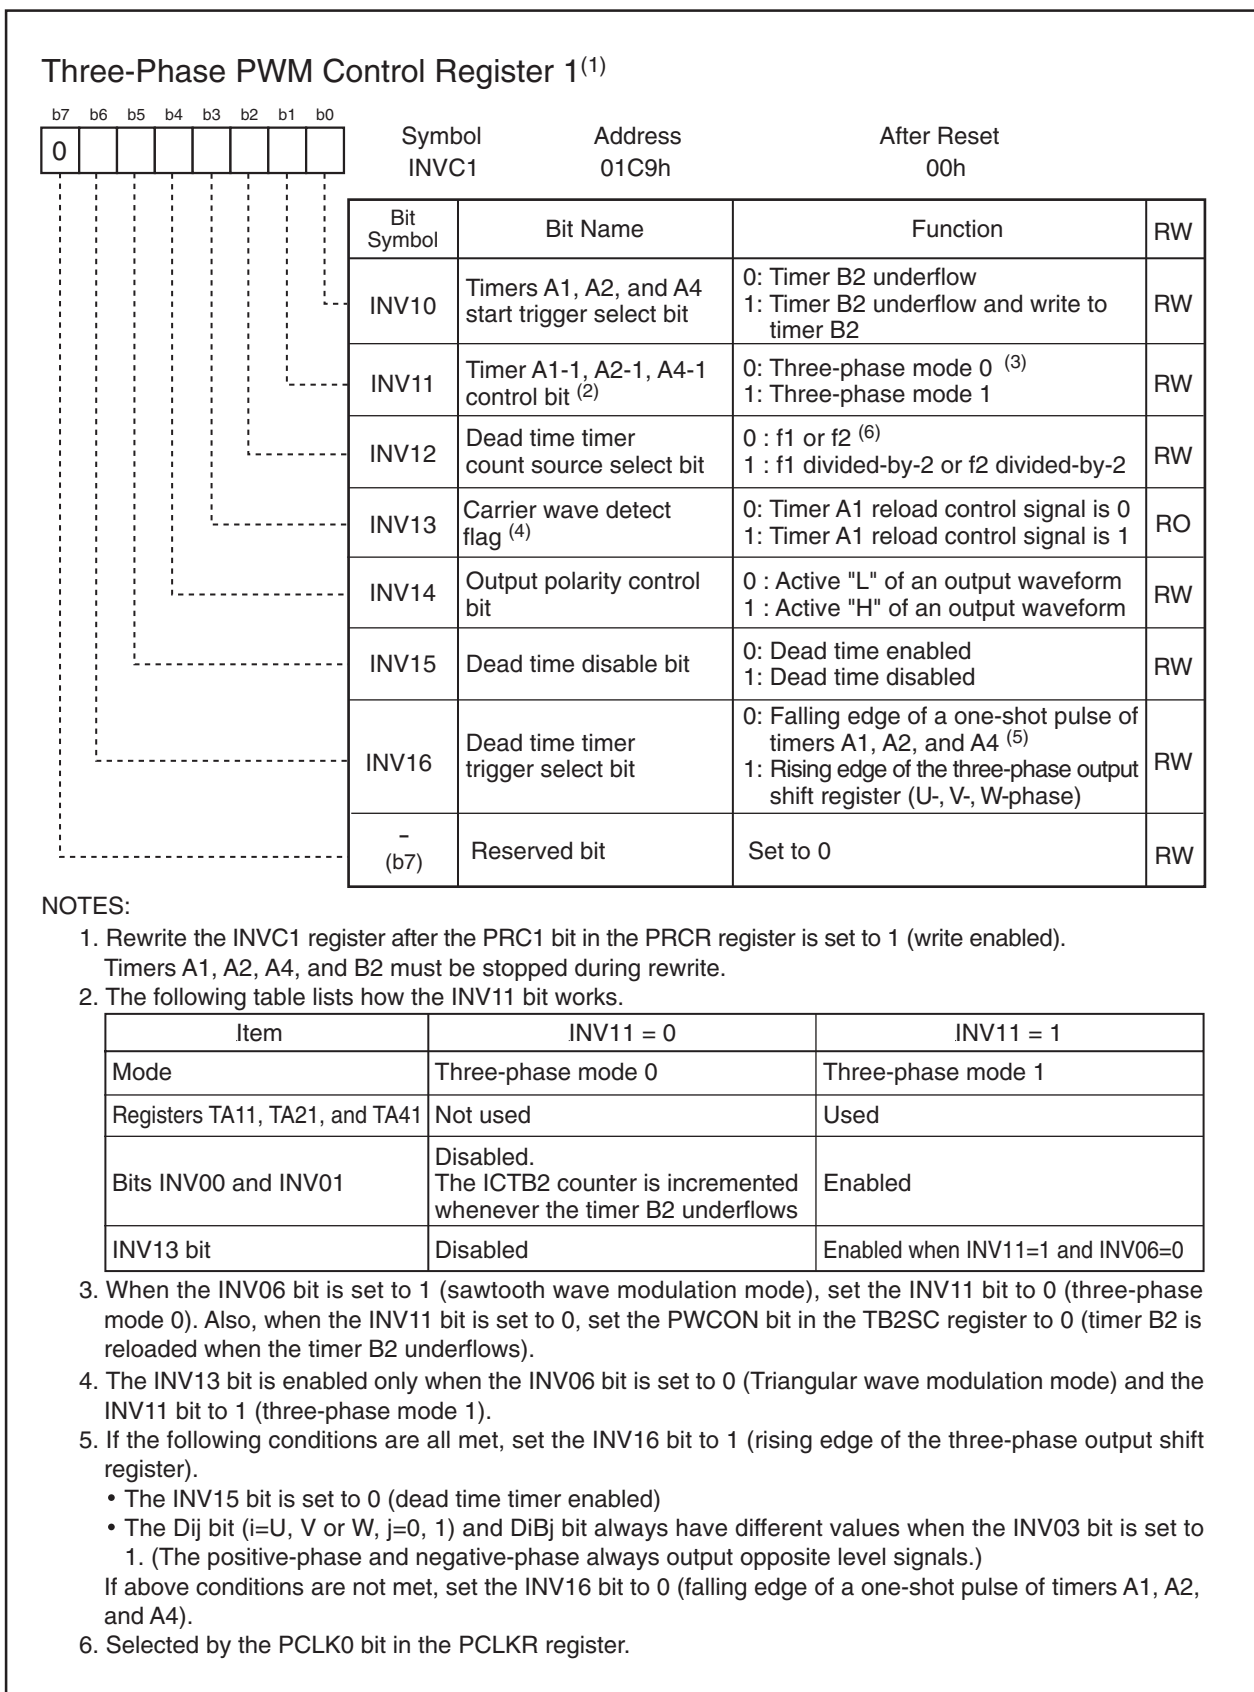 Three-Phase PWM Control Register 1(1)
b7 b6 b5 b4 b3 b2 b1 b0
0
Symbol Address After Reset
INVC1 01C9h 00h
Bit Symbol Bit Name Function RW
INV10 Timers A1, A2, and A4 start trigger select bit 0: Timer B2 underflow RW
1: Timer B2 underflow and write to timer B2
INV11 Timer A1-1, A2-1, A4-1 control bit (2) 0: Three-phase mode 0 (3) RW
1: Three-phase mode 1
INV12 Dead time timer count source select bit 0 : f1 or f2 (6) RW
1 : f1 divided-by-2 or f2 divided-by-2
INV13 Carrier wave detect flag (4) 0: Timer A1 reload control signal is 0 RO
1: Timer A1 reload control signal is 1
INV14 Output polarity control bit 0 : Active "L" of an output waveform RW
1 : Active "H" of an output waveform
INV15 Dead time disable bit 0: Dead time enabled RW
1: Dead time disabled
INV16 Dead time timer trigger select bit 0: Falling edge of a one-shot pulse of timers A1, A2, and A4 (5) RW
1: Rising edge of the three-phase output shift register (U-, V-, W-phase)
– (b7) Reserved bit Set to 0 RW
NOTES:
1. Rewrite the INVC1 register after the PRC1 bit in the PRCR register is set to 1 (write enabled).
Timers A1, A2, A4, and B2 must be stopped during rewrite.
2. The following table lists how the INV11 bit works.
Item INV11 = 0 INV11 = 1
Mode Three-phase mode 0 Three-phase mode 1
Registers TA11, TA21, and TA41 Not used Used
Bits INV00 and INV01 Disabled. The ICTB2 counter is incremented whenever the timer B2 underflows Enabled
INV13 bit Disabled Enabled when INV11=1 and INV06=0
3. When the INV06 bit is set to 1 (sawtooth wave modulation mode), set the INV11 bit to 0 (three-phase
mode 0). Also, when the INV11 bit is set to 0, set the PWCON bit in the TB2SC register to 0 (timer B2 is
reloaded when the timer B2 underflows).
4. The INV13 bit is enabled only when the INV06 bit is set to 0 (Triangular wave modulation mode) and the
INV11 bit to 1 (three-phase mode 1).
5. If the following conditions are all met, set the INV16 bit to 1 (rising edge of the three-phase output shift
register).
• The INV15 bit is set to 0 (dead time timer enabled)
• The Dij bit (i=U, V or W, j=0, 1) and DiBj bit always have different values when the INV03 bit is set to
1. (The positive-phase and negative-phase always output opposite level signals.)
If above conditions are not met, set the INV16 bit to 0 (falling edge of a one-shot pulse of timers A1, A2,
and A4).
6. Selected by the PCLK0 bit in the PCLKR register.